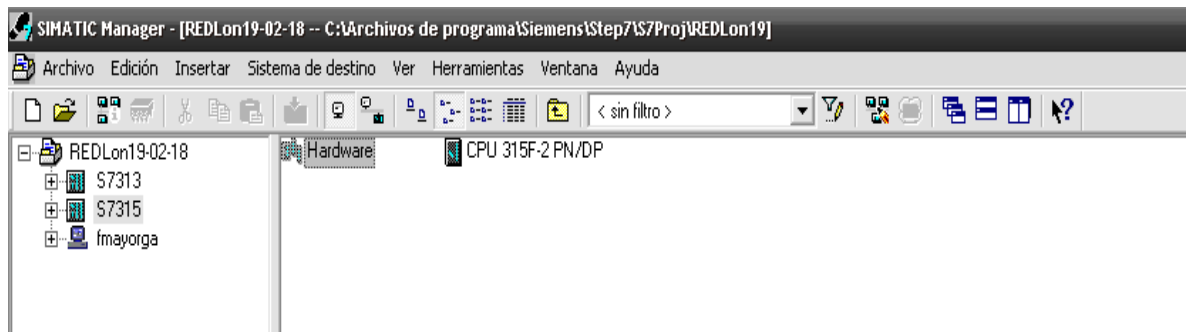 SIMATIC Manager - [REDLon19-02-18 -- C:\Archivos de programa\Siemens\Step7\S7Proj\REDLon19]
Archivo Edición Insertar Sistema de destino Ver Herramientas Ventana Ayuda
< sin filtro >
REDLon19-02-18
S7313
S7315
fmayorga
Hardware CPU 315F-2 PN/DP